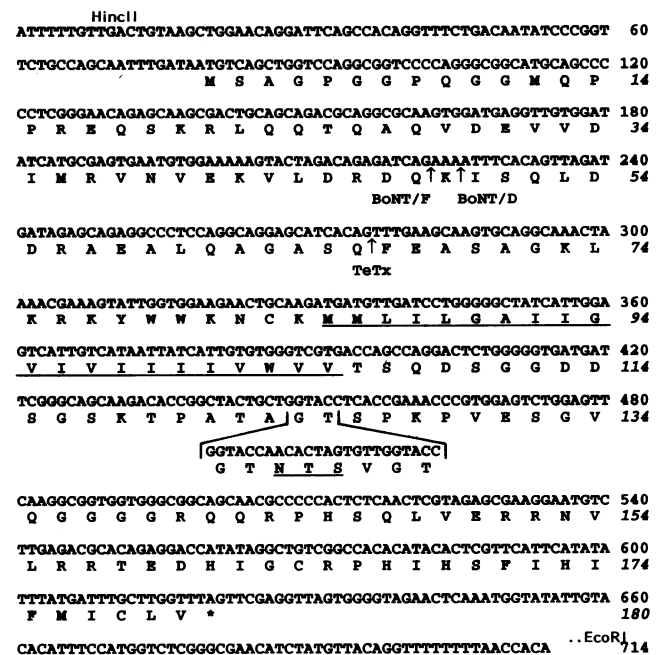 HincII
ATTTTTGTTGACTGTAAGCTGGAACAGGATTCAGCCACAGGTTTCTGACAATATCCCGGT 60
TCTGCCAGCAATTTGATAATGTCAGCTGGTCCAGGCGGTCCCCAGGGCGGCATGCAGCCC 120
M S A G P G G P Q G G M Q P 14
CCTCGGGAACAGAGCAAGCGACTGCAGCAGACGCAGGCGCAAGTGGATGAGGTTGTGGAT 180
P R E Q S K R L Q Q T Q A Q V D E V V D 34
ATCATGCGAGTGAATGTGGAAAAAGTACTAGACAGAGATCAGAAAATTTCACAGTTAGAT 240
I M R V N V E K V L D R D Q↑K↑I S Q L D 54
BoNT/F BoNT/D
GATAGAGCAGAGGCCCTCCAGGCAGGAGCATCACAGTTTGAAGCAAGTGCAGGCAAACTA 300
D R A E A L Q A G A S Q↑F E A S A G K L 74
TeTx
AAACGAAAGTATTGGTGGAAGAACTGCAAGATGATGTTGATCCTGGGGGCTATCATTGGA 360
K R K Y W W K N C K M M L I L G A I I G 94
GTCATTGTCATAATTATCATTGTGTGGGTCGTGACCAGCCAGGACTCTGGGGGTGATGAT 420
V I V I I I I V W V V T S Q D S G G D D 114
TCGGGCAGCAAGACACCGGCTACTGCTGGTACCTCACCGAAACCCGTGGAGTCTGGAGTT 480
S G S K T P A T A G T S P K P V E S G V 134
GGTACCAACACTAGTGTTGGTACC
G T N T S V G T
CAAGGCGGTGGTGGGCGGCAGCAACGCCCCCACTCTCAACTCGTAGAGCGAAGGAATGTC 540
Q G G G G R Q Q R P H S Q L V E R R N V 154
TTGAGACGCACAGAGGACCATATAGGCTGTCGGCCACACATACACTCGTTCATTCATATA 600
L R R T E D H I G C R P H I H S F I H I 174
TTTATGATTTGCTTGGTTTAGTTCGAGGTTAGTGGGGTAGAACTCAAATGGTATATTGTA 660
F M I C L V * 180
..EcoRI
CACATTTCCATGGTCTCGGGCGAACATCTATGTTACAGGTTTTTTTTAACCACA 714